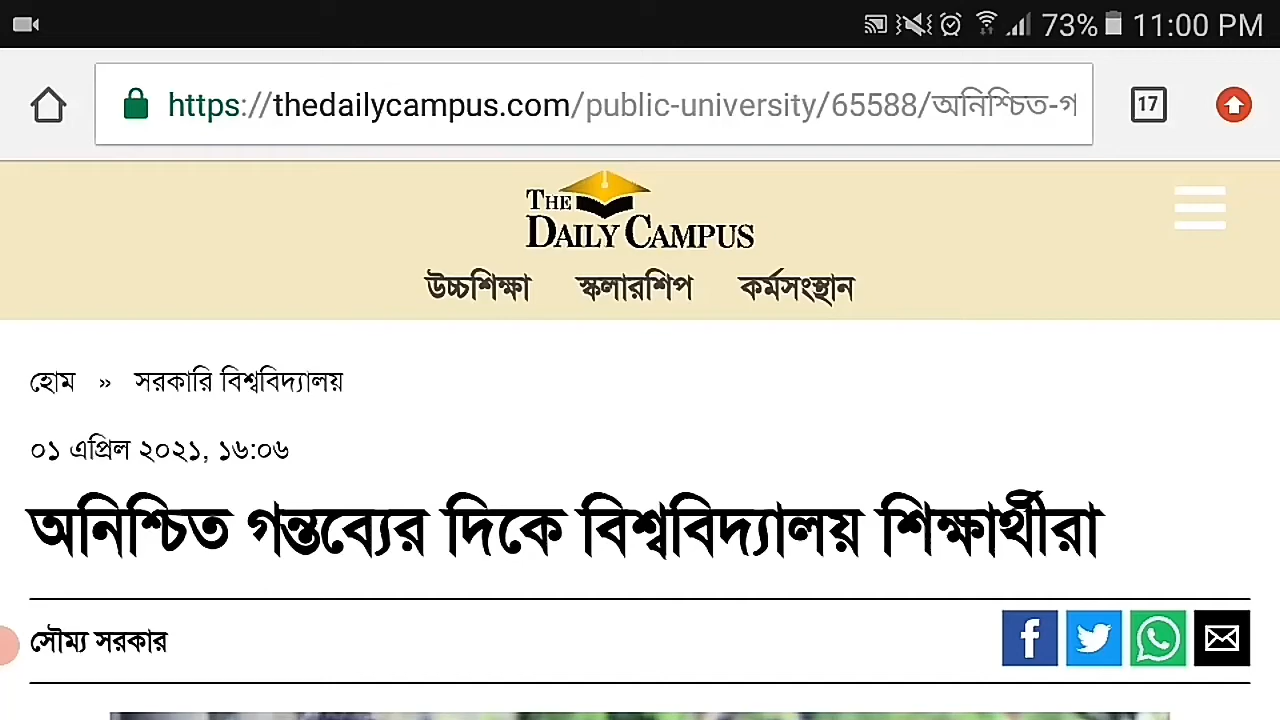 73% 11:00 PM
https://thedailycampus.com/public-university/65588/অনিশ্চিত-গ
17
THE
DAILY CAMPUS
উচ্চশিক্ষা স্কলারশিপ কর্মসংস্থান
হোম » সরকারি বিশ্ববিদ্যালয়
০১ এপ্রিল ২০২১, ১৬:০৬
অনিশ্চিত গন্তব্যের দিকে বিশ্ববিদ্যালয় শিক্ষার্থীরা
সৌম্য সরকার